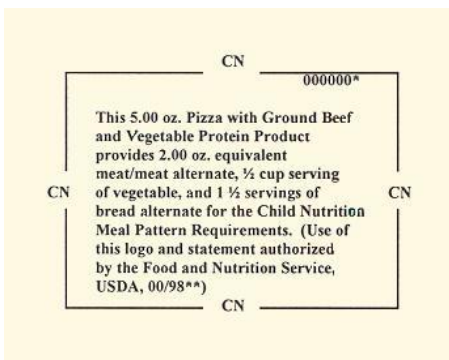 CN
000000*
This 5.00 oz. Pizza with Ground Beef
and Vegetable Protein Product
provides 2.00 oz. equivalent
meat/meat alternate, ½ cup serving
CN of vegetable, and 1 ½ servings of CN
bread alternate for the Child Nutrition
Meal Pattern Requirements. (Use of
this logo and statement authorized
by the Food and Nutrition Service,
USDA, 00/98**)
CN